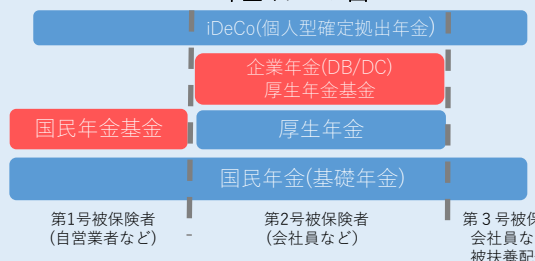 iDeCo(個人型確定拠出年金)
企業年金(DB/DC)
厚生年金基金
国民年金基金
厚生年金
国民年金(基礎年金)
第1号被保険者
(自営業者など)
-
第2号被保険者
(会社員など)
第３号被保
会社員な
被扶養配